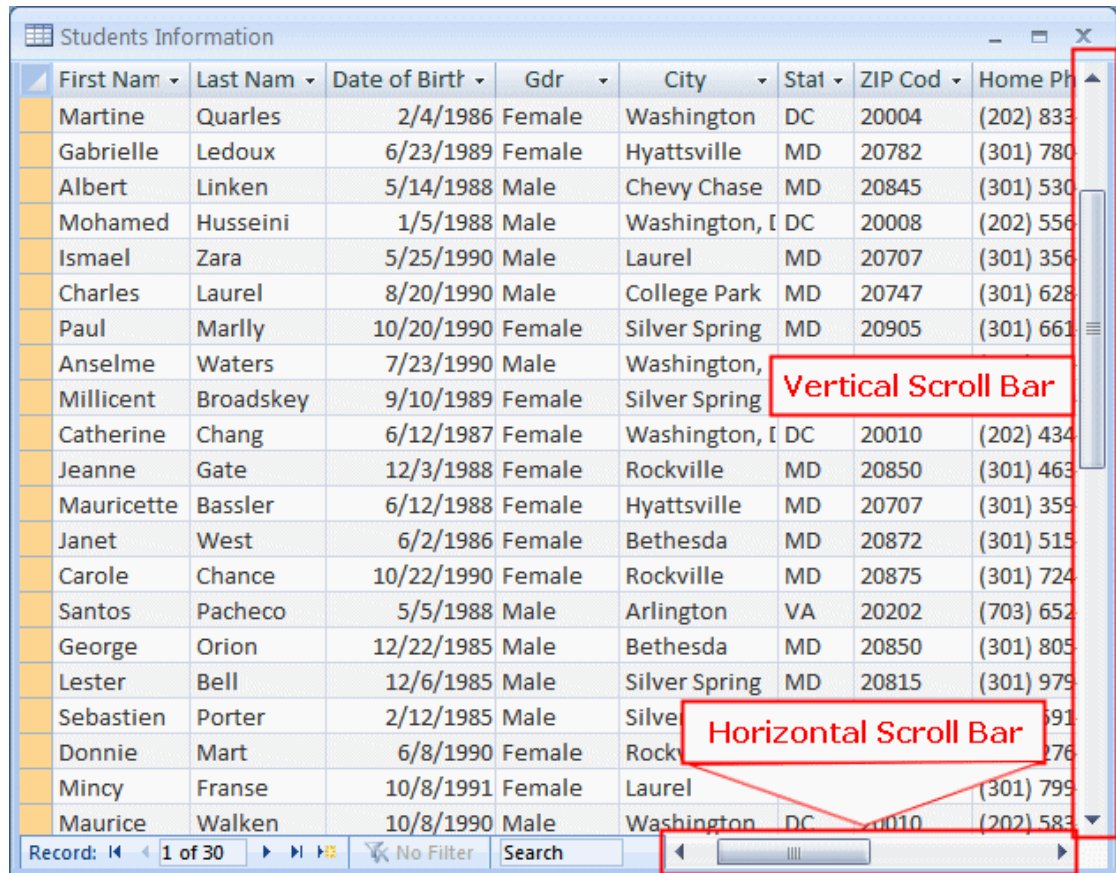 Students Information
First Nam Last Nam Date of Birth Gdr City Stat ZIP Cod Home Ph
Martine Quarles 2/4/1986 Female Washington DC 20004 (202) 833
Gabrielle Ledoux 6/23/1989 Female Hyattsville MD 20782 (301) 780
Albert Linken 5/14/1988 Male Chevy Chase MD 20845 (301) 530
Mohamed Husseini 1/5/1988 Male Washington, DC 20008 (202) 556
Ismael Zara 5/25/1990 Male Laurel MD 20707 (301) 356
Charles Laurel 8/20/1990 Male College Park MD 20747 (301) 628
Paul Marlly 10/20/1990 Female Silver Spring MD 20905 (301) 661
Anselme Waters 7/23/1990 Male Washington,
Vertical Scroll Bar
Millicent Broadskey 9/10/1989 Female Silver Spring
Catherine Chang 6/12/1987 Female Washington, DC 20010 (202) 434
Jeanne Gate 12/3/1988 Female Rockville MD 20850 (301) 463
Mauricette Bassler 6/12/1988 Female Hyattsville MD 20707 (301) 359
Janet West 6/2/1986 Female Bethesda MD 20872 (301) 515
Carole Chance 10/22/1990 Female Rockville MD 20875 (301) 724
Santos Pacheco 5/5/1988 Male Arlington VA 20202 (703) 652
George Orion 12/22/1985 Male Bethesda MD 20850 (301) 805
Lester Bell 12/6/1985 Male Silver Spring MD 20815 (301) 979
Sebastien Porter 2/12/1985 Male Silve 591
Horizontal Scroll Bar
Donnie Mart 6/8/1990 Female Rockv 276
Mincy Franse 10/8/1991 Female Laurel (301) 799
Maurice Walken 10/8/1990 Male Washington DC 20010 (202) 583
Record: 1 of 30 No Filter Search